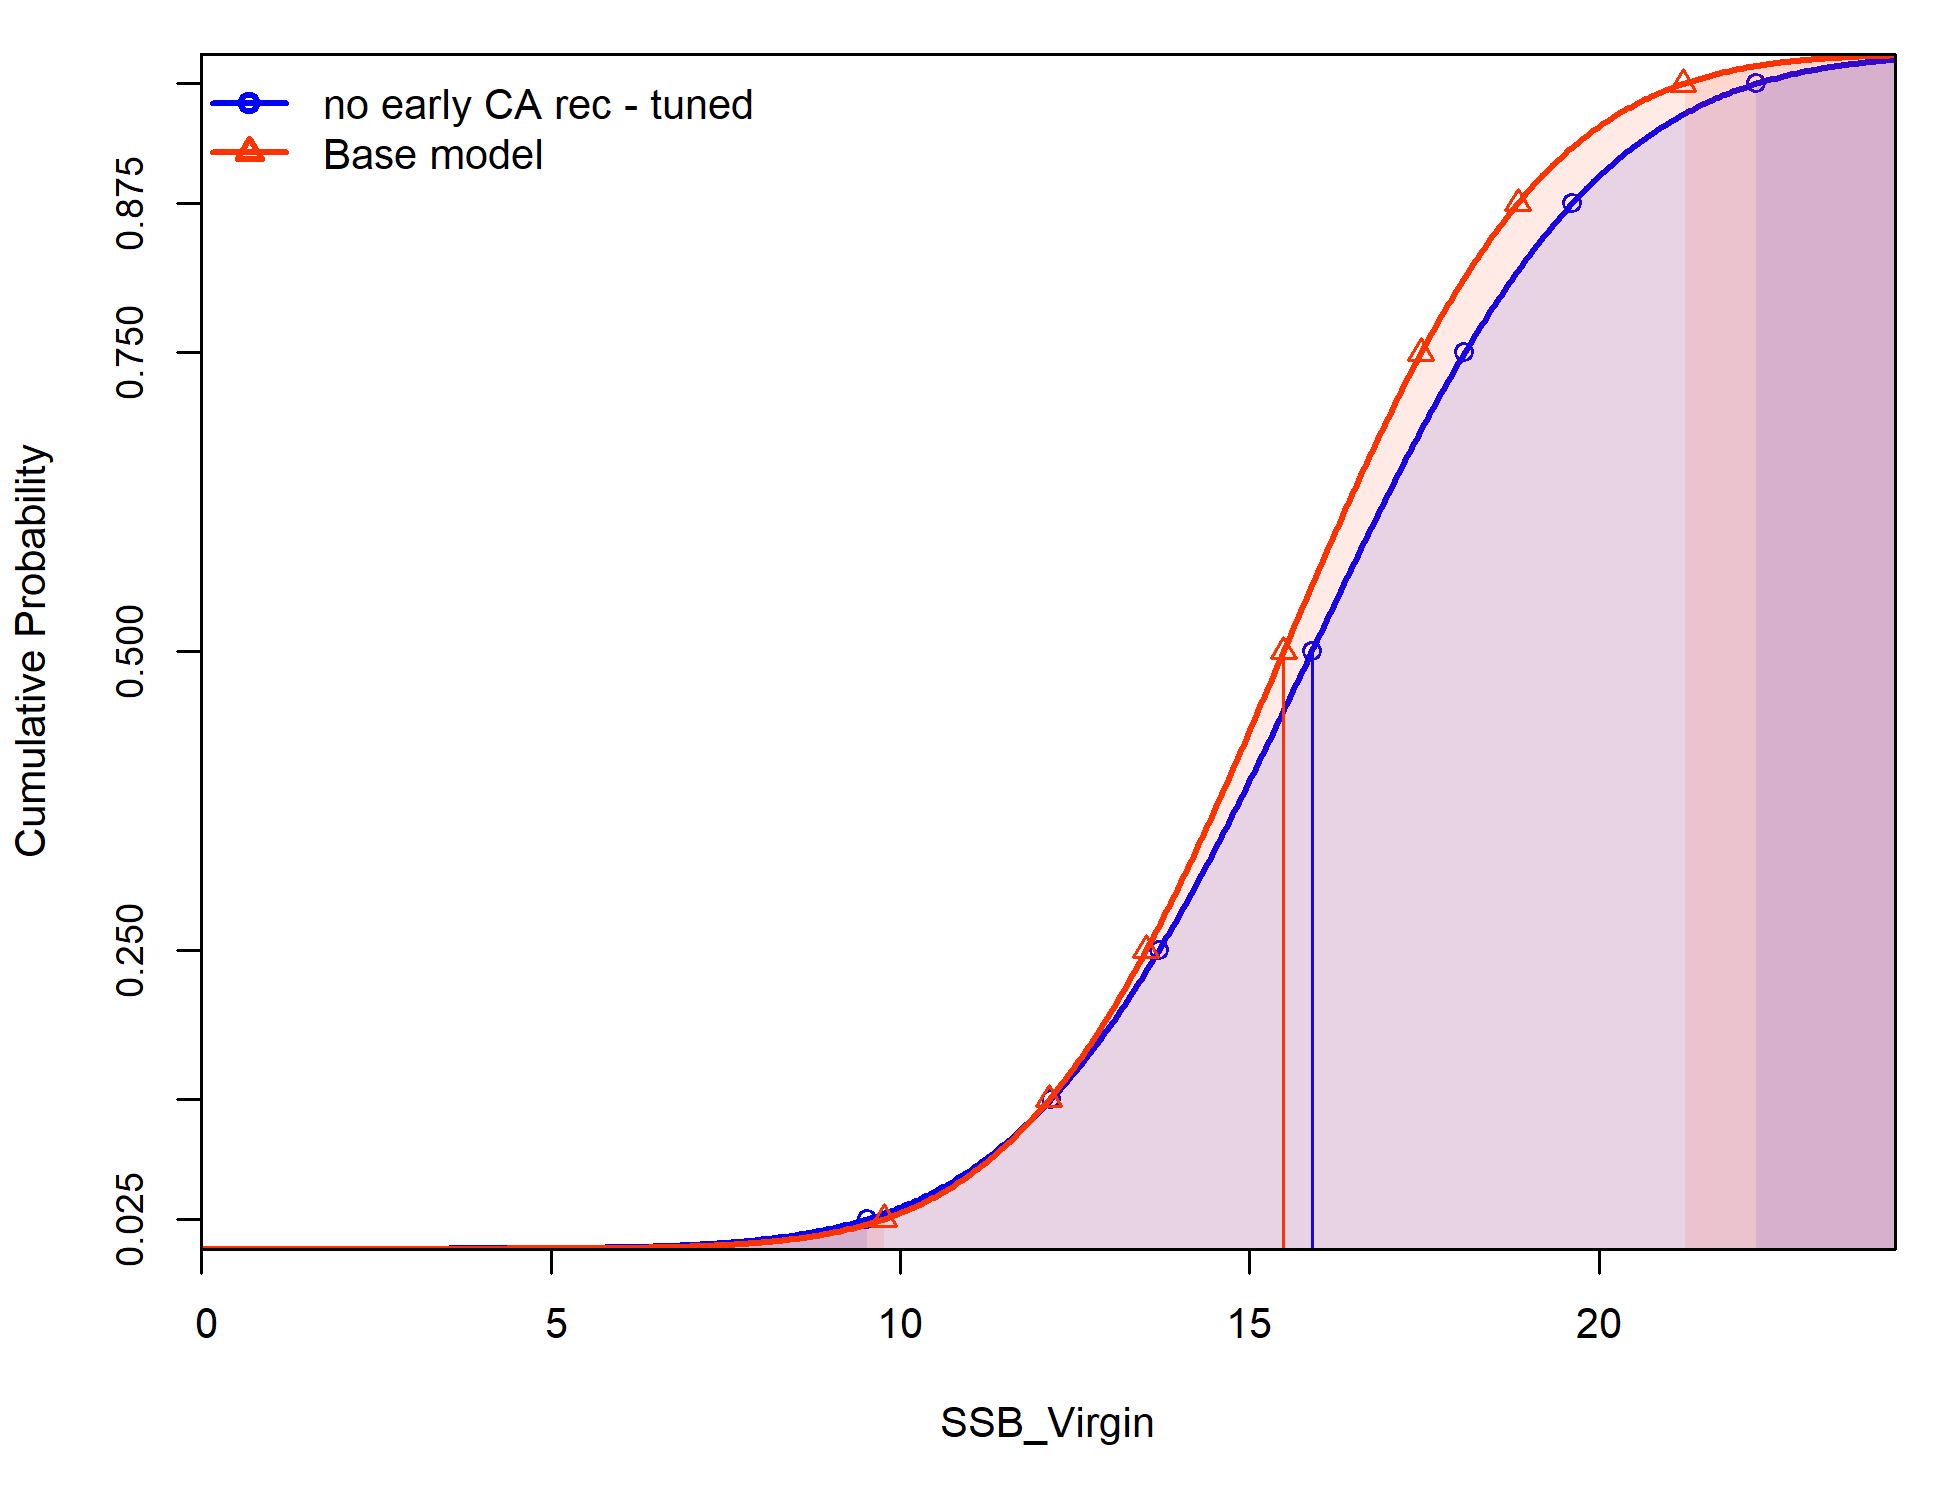 no early CA rec - tuned
Base model
0.875
0.750
0.500
0.250
0.025
Cumulative Probability
0 5 10 15 20
SSB_Virgin